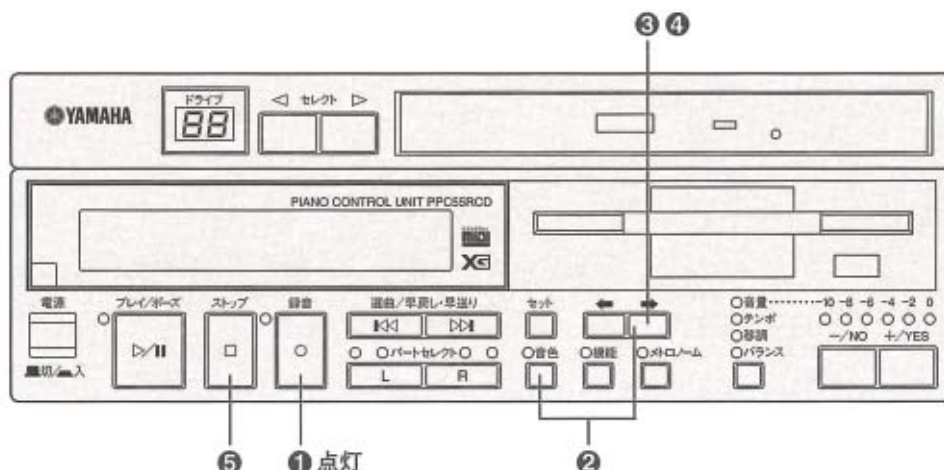 ❸ ❹
YAMAHA
ドライブ
88
◁ セレクト ▷
PIANO CONTROL UNIT PPC55RCD
XG
電源
プレイ/ポーズ
ストップ
録音
選曲/早戻し・早送り
セット
音量 -10 -8 -6 -4 -2 0
テンポ
移調
バランス
-/NO +/YES
パートセレクト
L R
音色
機能
メトロノーム
切/入
❺
❶ 点灯
❷